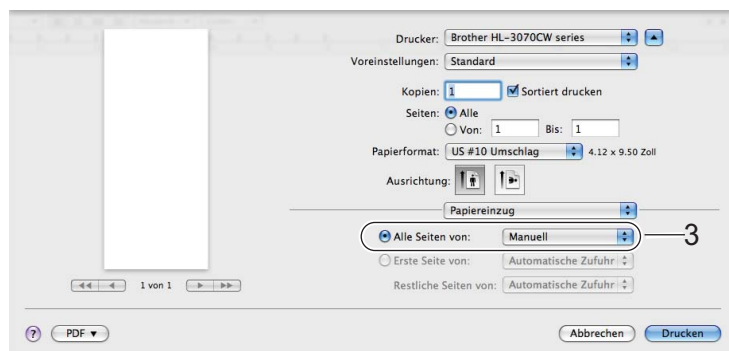 Drucker: Brother HL-3070CW series
Voreinstellungen: Standard
Kopien: 1 Sortiert drucken
Seiten: Alle
Von: 1 Bis: 1
Papierformat: US #10 Umschlag 4.12 x 9.50 Zoll
Ausrichtung:
Papiereinzug
Alle Seiten von: Manuell 3
Erste Seite von: Automatische Zufuhr
Restliche Seiten von: Automatische Zufuhr
1 von 1
? PDF Abbrechen Drucken